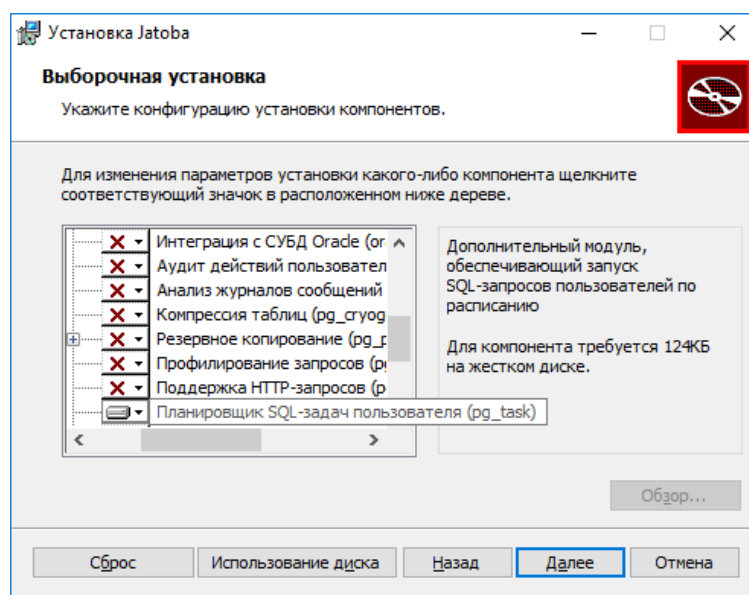 Установка Jatoba
Выборочная установка
Укажите конфигурацию установки компонентов.
Для изменения параметров установки какого-либо компонента щелкните
соответствующий значок в расположенном ниже дереве.
Интеграция с СУБД Oracle (or
Аудит действий пользовател
Анализ журналов сообщений
Компрессия таблиц (pg_cryog
Резервное копирование (pg_p
Профилирование запросов (p
Поддержка HTTP-запросов (p
Планировщик SQL-задач пользователя (pg_task)
Дополнительный модуль,
обеспечивающий запуск
SQL-запросов пользователей по
расписанию
Для компонента требуется 124КБ
на жестком диске.
Обзор...
Сброс
Использование диска
Назад
Далее
Отмена